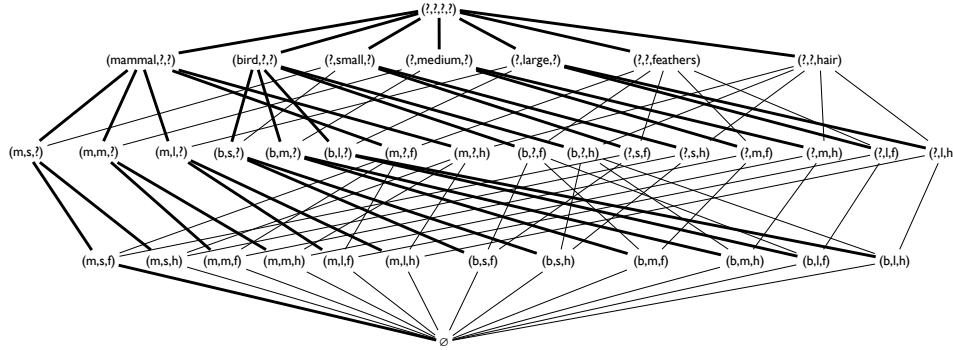 (?,?,?,?)
(mammal,?,?) (bird,?,?) (?,small,?) (?,medium,?) (?,large,?) (?,?,feathers) (?,?,hair)
(m,s,?) (m,m,?) (m,l,?) (b,s,?) (b,m,?) (b,l,?) (m,?,f) (m,?,h) (b,?,f) (b,?,h) (?,s,f) (?,s,h) (?,m,f) (?,m,h) (?,l,f) (?,l,h
(m,s,f) (m,s,h) (m,m,f) (m,m,h) (m,l,f) (m,l,h) (b,s,f) (b,s,h) (b,m,f) (b,m,h) (b,l,f) (b,l,h)
∅